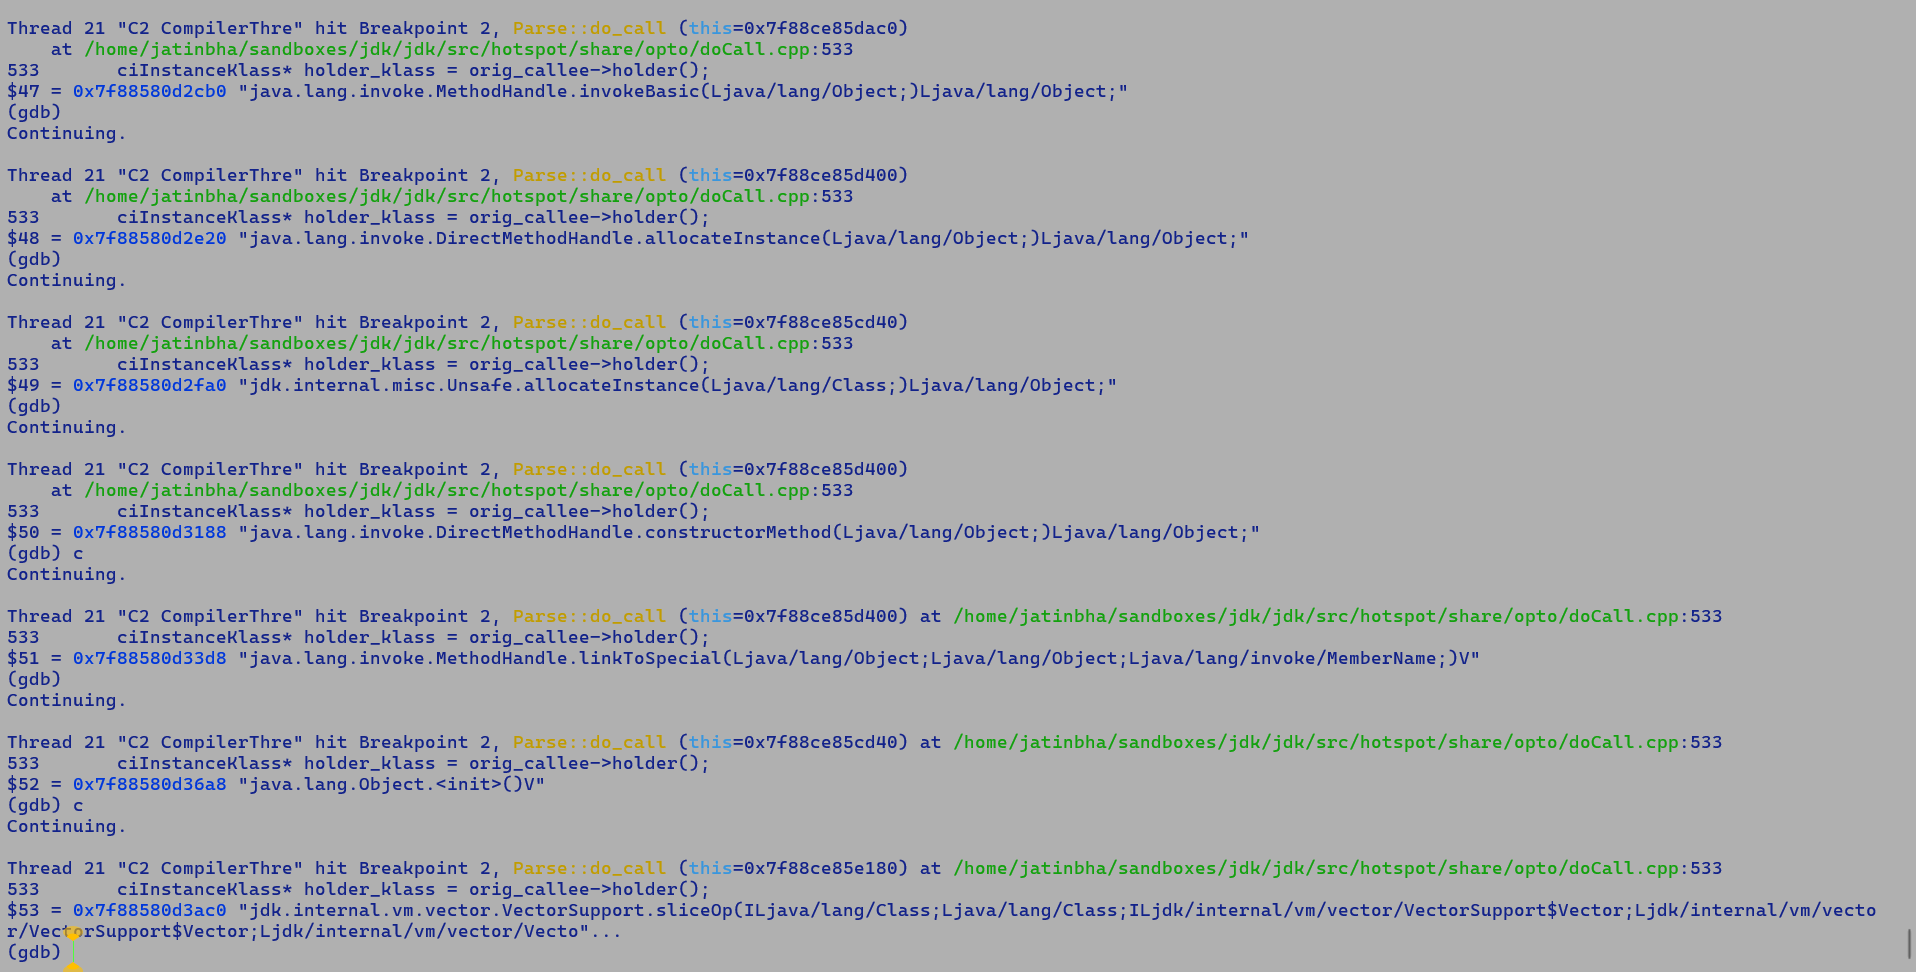 Thread 21 "C2 CompilerThre" hit Breakpoint 2, Parse::do_call (this=0x7f88ce85dac0)
    at /home/jatinbha/sandboxes/jdk/jdk/src/hotspot/share/opto/doCall.cpp:533
533       ciInstanceKlass* holder_klass = orig_callee->holder();
$47 = 0x7f88580d2cb0 "java.lang.invoke.MethodHandle.invokeBasic(Ljava/lang/Object;)Ljava/lang/Object;"
(gdb)
Continuing.

Thread 21 "C2 CompilerThre" hit Breakpoint 2, Parse::do_call (this=0x7f88ce85d400)
    at /home/jatinbha/sandboxes/jdk/jdk/src/hotspot/share/opto/doCall.cpp:533
533       ciInstanceKlass* holder_klass = orig_callee->holder();
$48 = 0x7f88580d2e20 "java.lang.invoke.DirectMethodHandle.allocateInstance(Ljava/lang/Object;)Ljava/lang/Object;"
(gdb)
Continuing.

Thread 21 "C2 CompilerThre" hit Breakpoint 2, Parse::do_call (this=0x7f88ce85cd40)
    at /home/jatinbha/sandboxes/jdk/jdk/src/hotspot/share/opto/doCall.cpp:533
533       ciInstanceKlass* holder_klass = orig_callee->holder();
$49 = 0x7f88580d2fa0 "jdk.internal.misc.Unsafe.allocateInstance(Ljava/lang/Class;)Ljava/lang/Object;"
(gdb)
Continuing.

Thread 21 "C2 CompilerThre" hit Breakpoint 2, Parse::do_call (this=0x7f88ce85d400)
    at /home/jatinbha/sandboxes/jdk/jdk/src/hotspot/share/opto/doCall.cpp:533
533       ciInstanceKlass* holder_klass = orig_callee->holder();
$50 = 0x7f88580d3188 "java.lang.invoke.DirectMethodHandle.constructorMethod(Ljava/lang/Object;)Ljava/lang/Object;"
(gdb) c
Continuing.

Thread 21 "C2 CompilerThre" hit Breakpoint 2, Parse::do_call (this=0x7f88ce85d400) at /home/jatinbha/sandboxes/jdk/jdk/src/hotspot/share/opto/doCall.cpp:533
533       ciInstanceKlass* holder_klass = orig_callee->holder();
$51 = 0x7f88580d33d8 "java.lang.invoke.MethodHandle.linkToSpecial(Ljava/lang/Object;Ljava/lang/Object;Ljava/lang/invoke/MemberName;)V"
(gdb)
Continuing.

Thread 21 "C2 CompilerThre" hit Breakpoint 2, Parse::do_call (this=0x7f88ce85cd40) at /home/jatinbha/sandboxes/jdk/jdk/src/hotspot/share/opto/doCall.cpp:533
533       ciInstanceKlass* holder_klass = orig_callee->holder();
$52 = 0x7f88580d36a8 "java.lang.Object.<init>()V"
(gdb) c
Continuing.

Thread 21 "C2 CompilerThre" hit Breakpoint 2, Parse::do_call (this=0x7f88ce85e180) at /home/jatinbha/sandboxes/jdk/jdk/src/hotspot/share/opto/doCall.cpp:533
533       ciInstanceKlass* holder_klass = orig_callee->holder();
$53 = 0x7f88580d3ac0 "jdk.internal.vm.vector.VectorSupport.sliceOp(ILjava/lang/Class;Ljava/lang/Class;ILjdk/internal/vm/vector/VectorSupport$Vector;Ljdk/internal/vm/vecto
r/VectorSupport$Vector;Ljdk/internal/vm/vector/Vecto"...
(gdb)